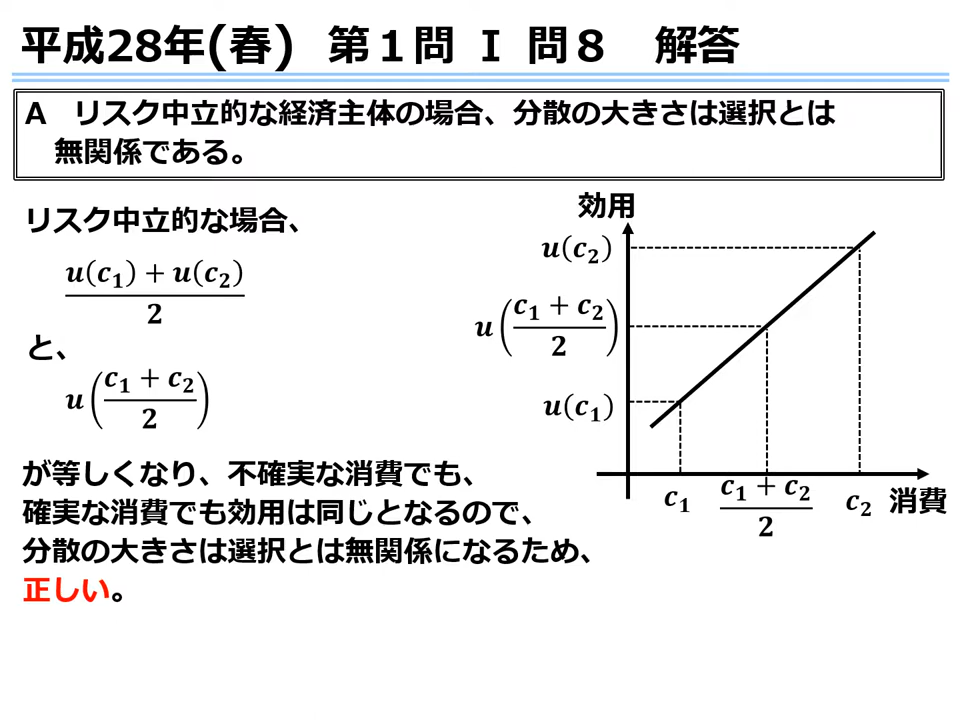 平成28年(春) 第１問 Ⅰ 問８ 解答
A リスク中立的な経済主体の場合、分散の大きさは選択とは
無関係である。
リスク中立的な場合、
u(c₁) + u(c₂)
2
と、
u(c₁ + c₂
2)
が等しくなり、不確実な消費でも、
確実な消費でも効用は同じとなるので、
分散の大きさは選択とは無関係になるため、
正しい。
効用
u(c₂)
u(c₁ + c₂
2)
u(c₁)
c₁
c₁ + c₂
2
c₂
消費